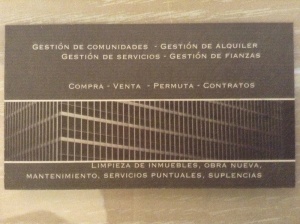 GESTIÓN DE COMUNIDADES - GESTIÓN DE ALQUILER
GESTIÓN DE SERVICIOS - GESTIÓN DE FIANZAS
COMPRA - VENTA - PERMUTA - CONTRATOS
LIMPIEZA DE INMUEBLES, OBRA NUEVA,
MANTENIMIENTO, SERVICIOS PUNTUALES, SUPLENCIAS